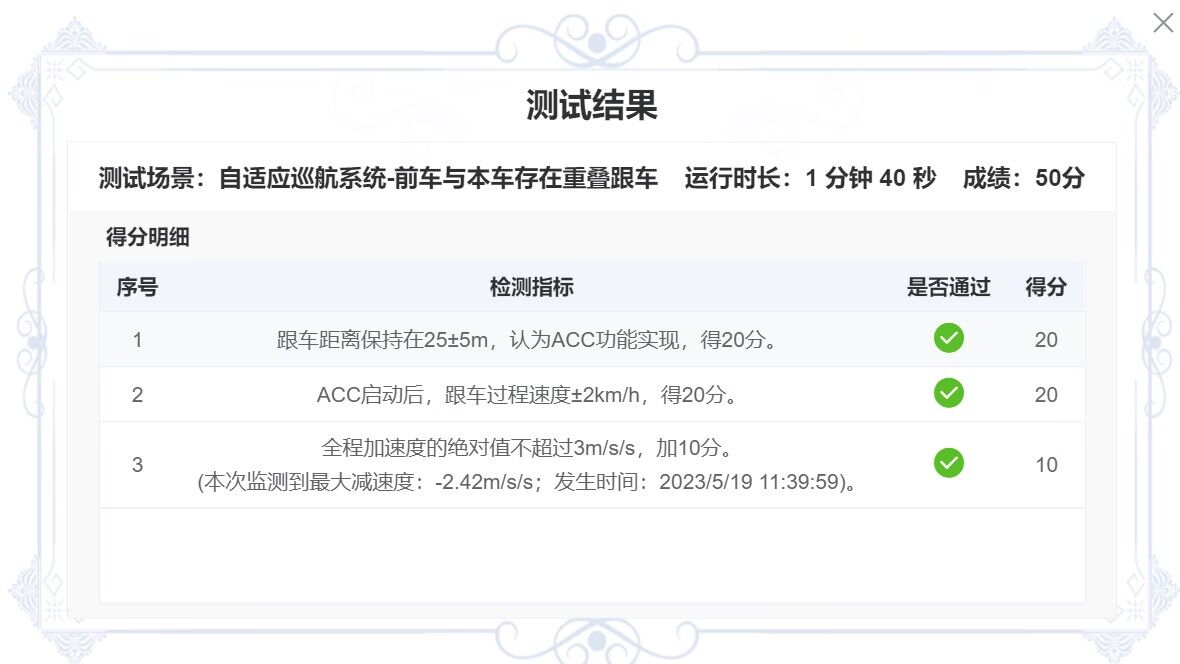 测试结果
测试场景：自适应巡航系统-前车与本车存在重叠跟车 运行时长：1 分钟 40 秒 成绩：50分
得分明细
序号 检测指标 是否通过 得分
1 跟车距离保持在25±5m，认为ACC功能实现，得20分。 20
2 ACC启动后，跟车过程速度±2km/h，得20分。 20
全程加速度的绝对值不超过3m/s/s，加10分。
3 10
(本次监测到最大减速度：-2.42m/s/s；发生时间：2023/5/19 11:39:59)。